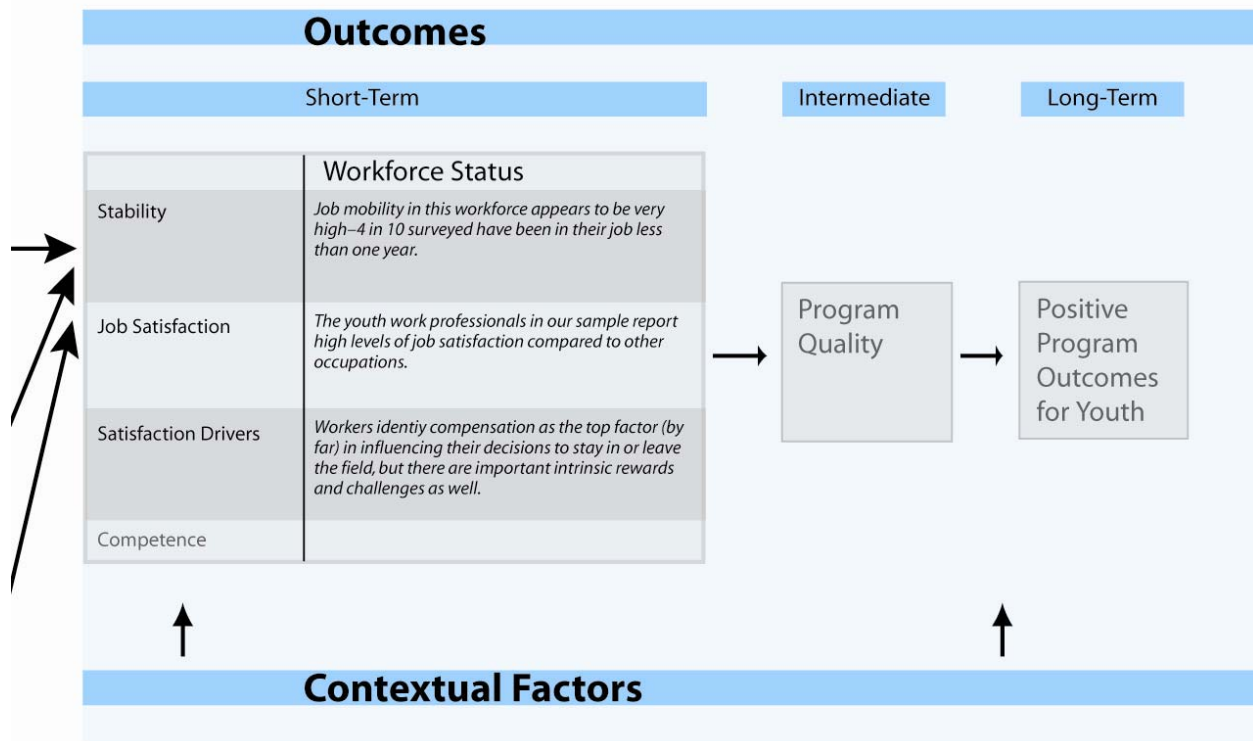 Outcomes
Short-Term
Intermediate
Long-Term
Workforce Status
Stability
Job mobility in this workforce appears to be very
high–4 in 10 surveyed have been in their job less
than one year.
Job Satisfaction
The youth work professionals in our sample report
high levels of job satisfaction compared to other
occupations.
Satisfaction Drivers
Workers identiy compensation as the top factor (by
far) in influencing their decisions to stay in or leave
the field, but there are important intrinsic rewards
and challenges as well.
Competence
Program
Quality
Positive
Program
Outcomes
for Youth
Contextual Factors